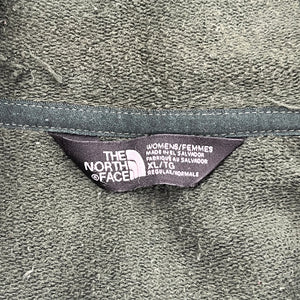 THE
NORTH
FACE
®
WOMENS/FEMMES
MADE IN EL SALVADOR
FABRIQUÉ AU SALVADOR
XL/TG
REGULAR/NORMALE